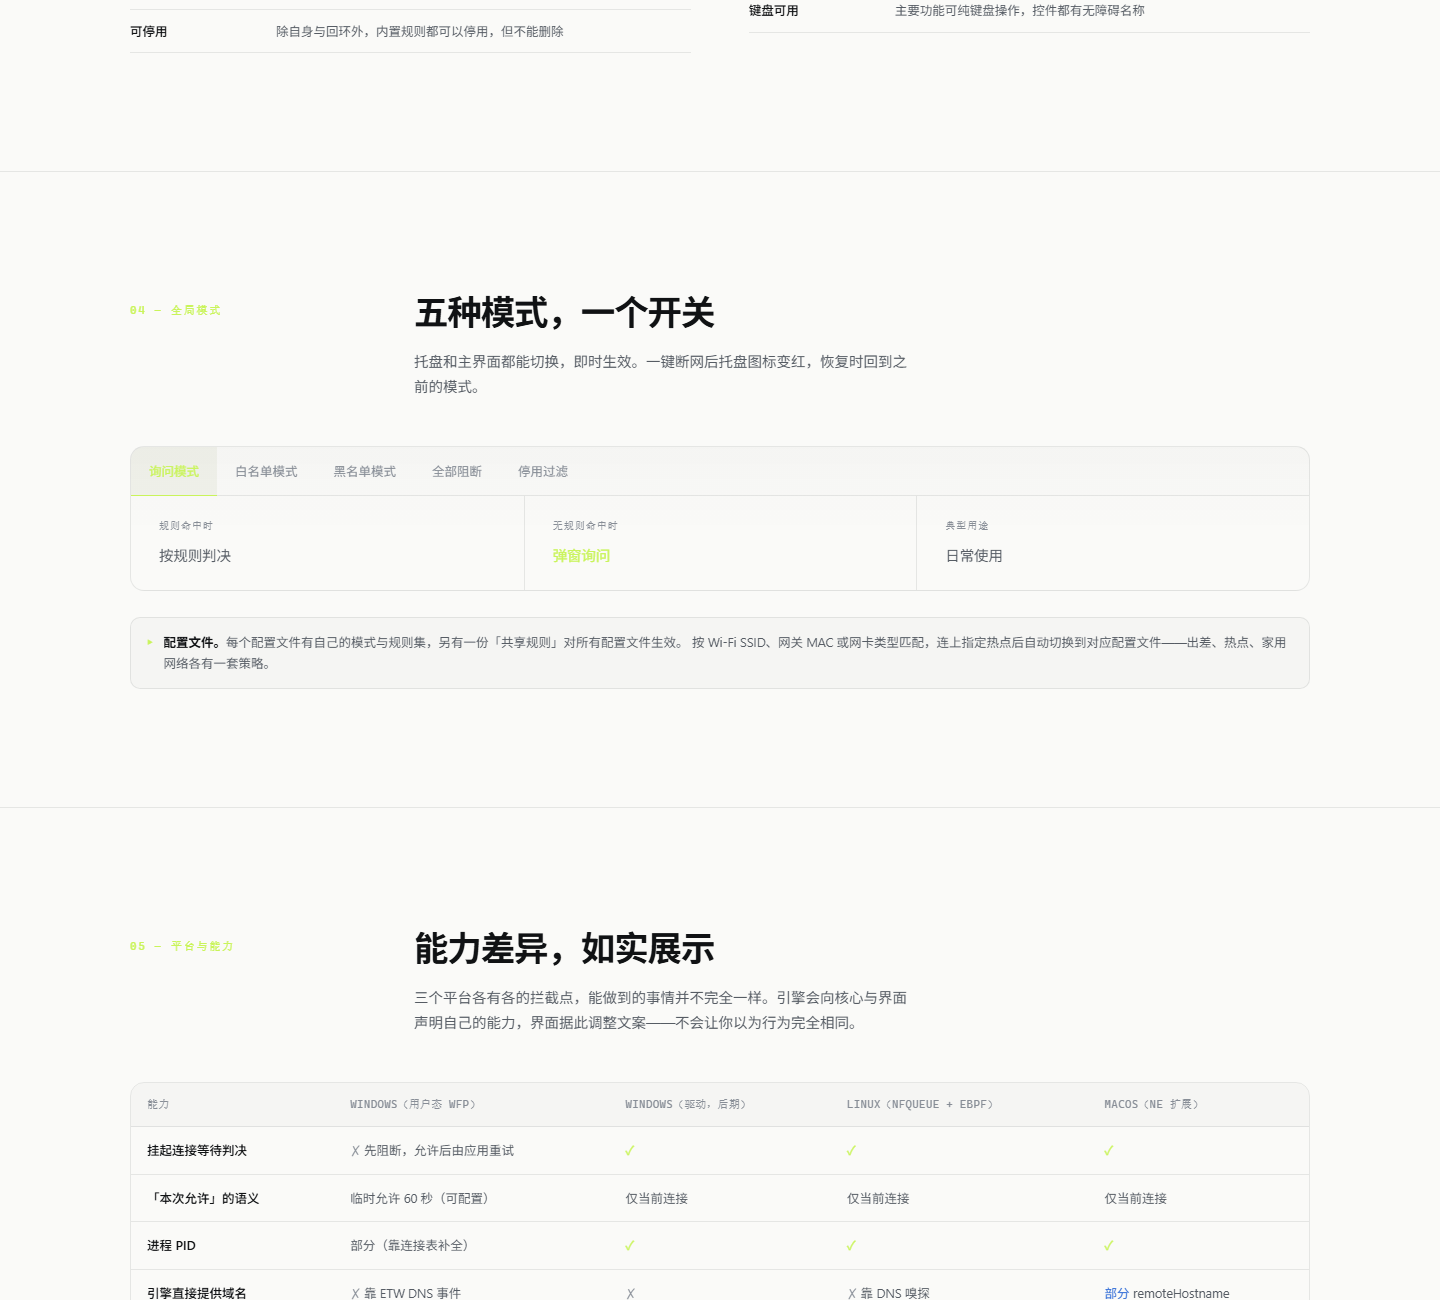 可停用 除自身与回环外，内置规则都可以停用，但不能删除
键盘可用 主要功能可纯键盘操作，控件都有无障碍名称
04 — 全局模式
五种模式，一个开关
托盘和主界面都能切换，即时生效。一键断网后托盘图标变红，恢复时回到之
前的模式。
询问模式 白名单模式 黑名单模式 全部阻断 停用过滤
规则命中时 无规则命中时 典型用途
按规则判决 弹窗询问 日常使用
▸ 配置文件。每个配置文件有自己的模式与规则集，另有一份「共享规则」对所有配置文件生效。 按 Wi-Fi SSID、网关 MAC 或网卡类型匹配，连上指定热点后自动切换到对应配置文件——出差、热点、家用
网络各有一套策略。
05 — 平台与能力
能力差异，如实展示
三个平台各有各的拦截点，能做到的事情并不完全一样。引擎会向核心与界面
声明自己的能力，界面据此调整文案——不会让你以为行为完全相同。
能力 WINDOWS（用户态 WFP） WINDOWS（驱动，后期） LINUX（NFQUEUE + EBPF） MACOS（NE 扩展）
挂起连接等待判决 ✗ 先阻断，允许后由应用重试 ✓ ✓ ✓
「本次允许」的语义 临时允许 60 秒（可配置） 仅当前连接 仅当前连接 仅当前连接
进程 PID 部分（靠连接表补全） ✓ ✓ ✓
引擎直接提供域名 ✗ 靠 ETW DNS 事件 ✗ ✗ 靠 DNS 嗅探 部分 remoteHostname